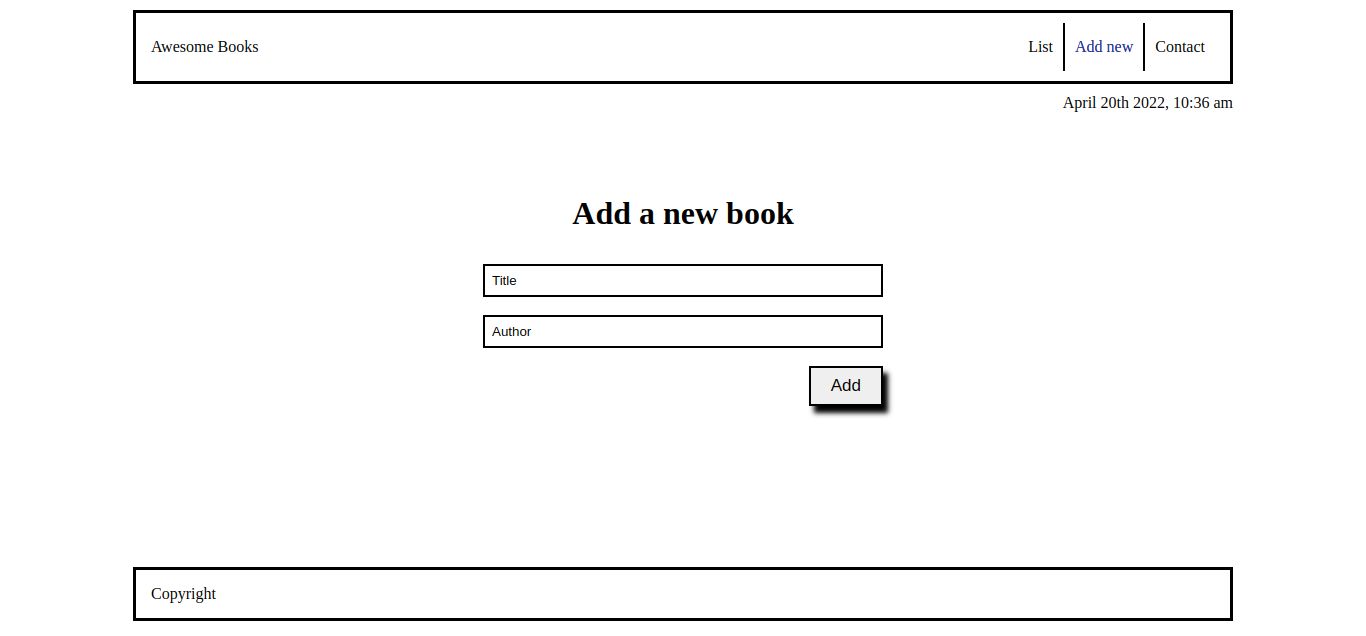 Awesome Books
List Add new Contact
April 20th 2022, 10:36 am
Add a new book
Title
Author
Add
Copyright